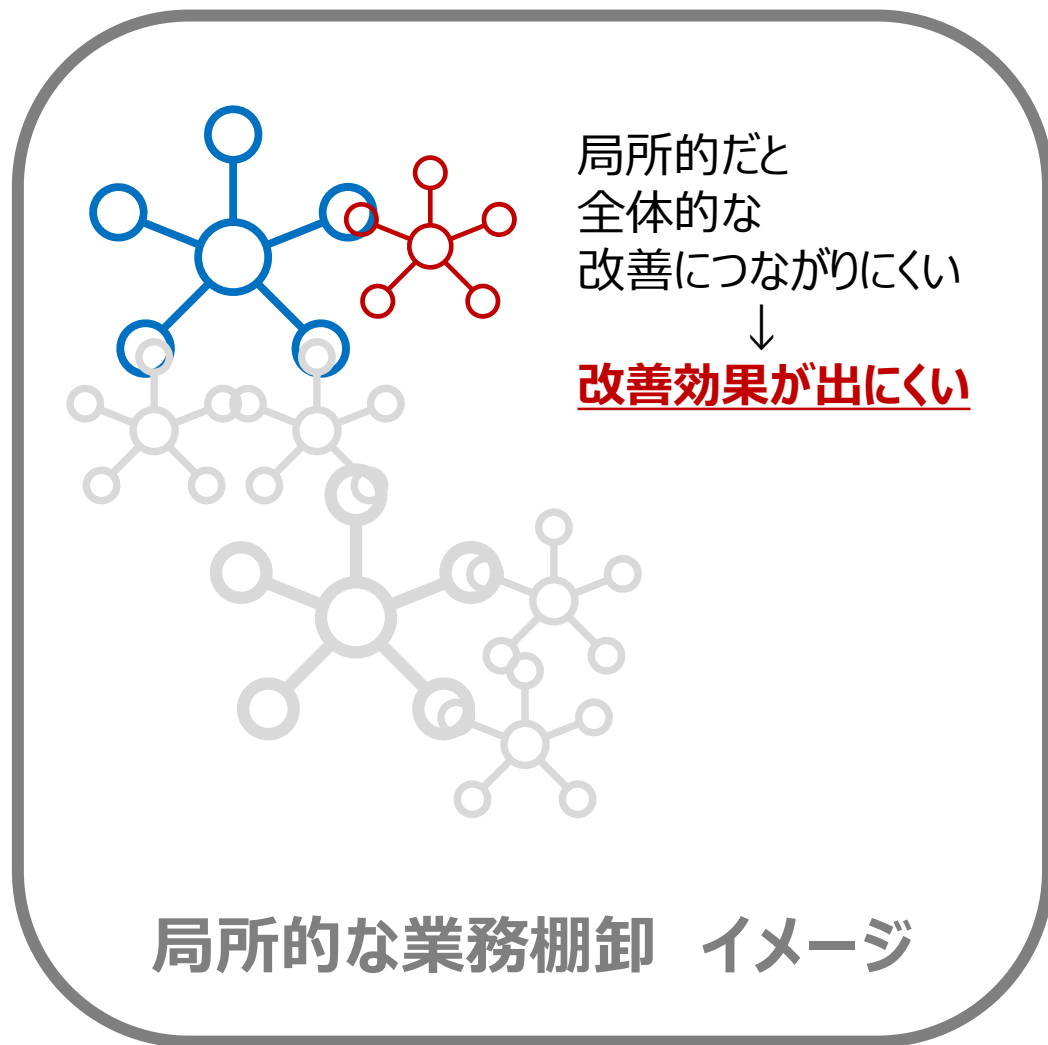 局所的だと
全体的な
改善につながりにくい
↓
改善効果が出にくい
局所的な業務棚卸　イメージ